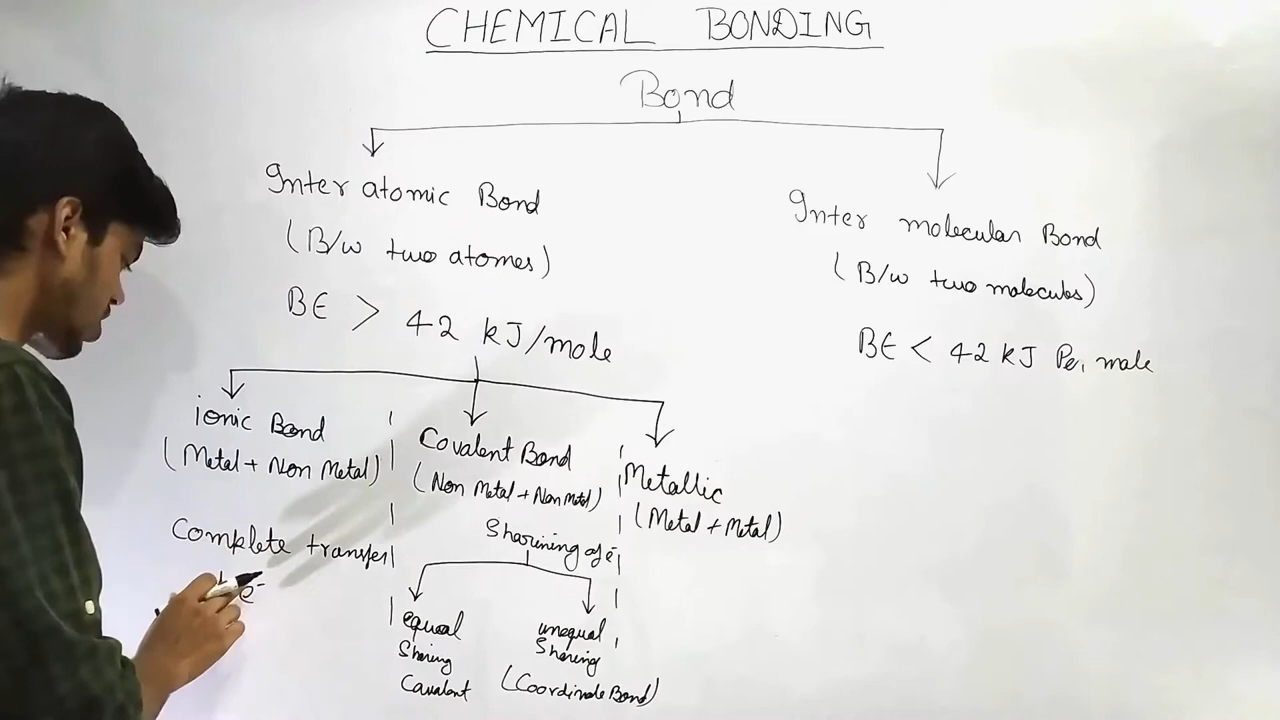 CHEMICAL BONDING
Bond
Inter atomic Bond
(B/w two atomes)
BE > 42 kJ/mole
Inter molecular Bond
(B/w two molecules)
BE < 42 kJ Per mole
ionic Bond
(Metal + Non Metal)
Complete transfer
e-
Covalent Bond
(Non Metal + Non Metal)
Sharining of e-
equal
Sharing
Covalent
unequal
Sharing
(Coordinate Bond)
Metallic
(Metal + Metal)